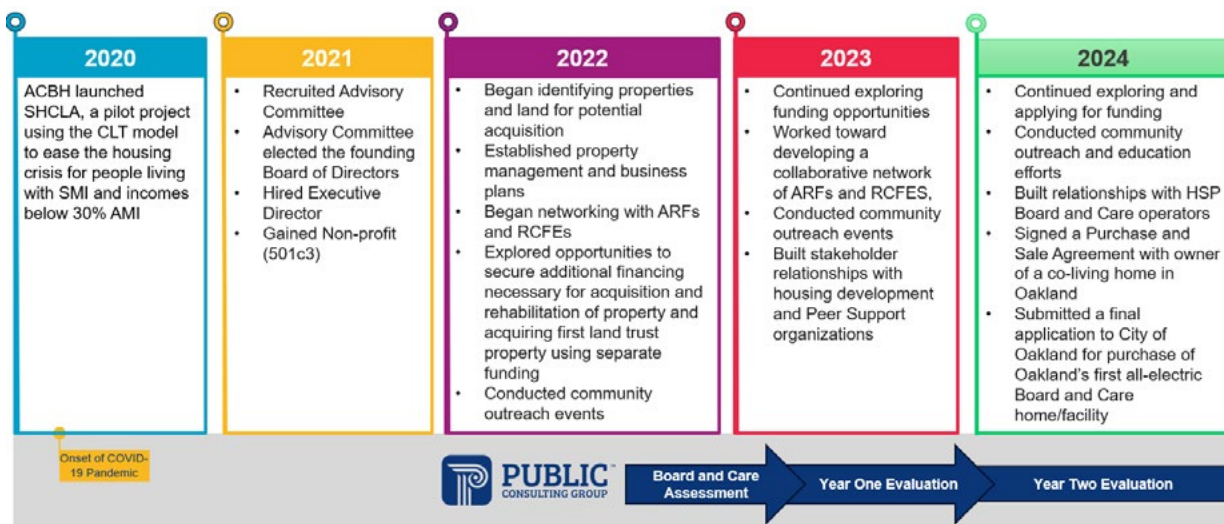 2020
ACBH launched
SHCLA, a pilot project
using the CLT model
to ease the housing
crisis for people living
with SMI and incomes
below 30% AMI
2021
• Recruited Advisory
Committee
• Advisory Committee
elected the founding
Board of Directors
• Hired Executive
Director
• Gained Non-profit
(501c3)
2022
• Began identifying properties
and land for potential
acquisition
• Established property
management and business
plans
• Began networking with ARFs
and RCFEs
• Explored opportunities to
secure additional financing
necessary for acquisition and
rehabilitation of property and
acquiring first land trust
property using separate
funding
• Conducted community
outreach events
2023
• Continued exploring
funding opportunities
• Worked toward
developing a
collaborative network
of ARFs and RCFES,
• Conducted community
outreach events
• Built stakeholder
relationships with
housing development
and Peer Support
organizations
2024
• Continued exploring and
applying for funding
• Conducted community
outreach and education
efforts
• Built relationships with HSP
Board and Care operators
• Signed a Purchase and
Sale Agreement with owner
of a co-living home in
Oakland
• Submitted a final
application to City of
Oakland for purchase of
Oakland's first all-electric
Board and Care
home/facility
Onset of COVID-
19 Pandemic
PUBLIC
CONSULTING GROUP
Board and Care
Assessment
Year One Evaluation
Year Two Evaluation